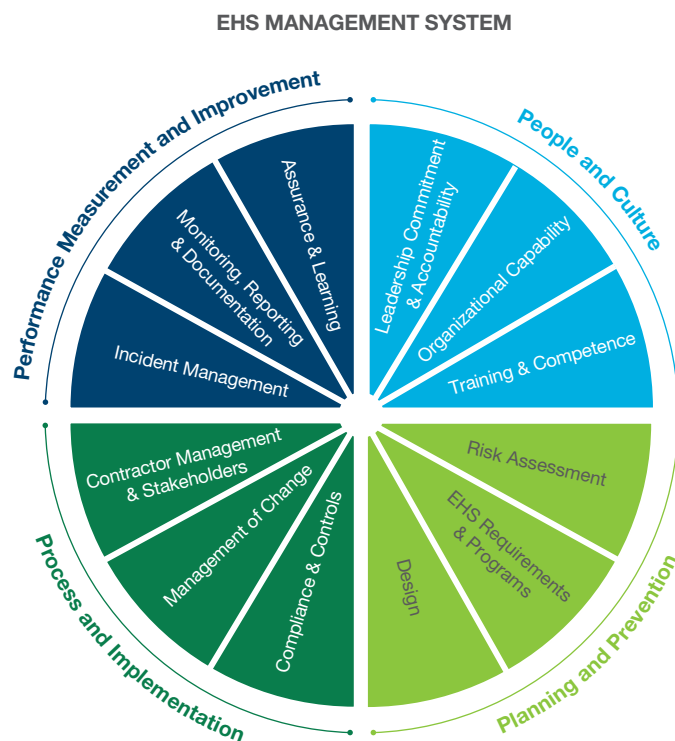 EHS MANAGEMENT SYSTEM
People and Culture
Leadership Commitment
& Accountability
Organizational Capability
Training & Competence
Planning and Prevention
Risk Assessment
EHS Requirements
& Programs
Design
Process and Implementation
Compliance & Controls
Management of Change
Contractor Management
& Stakeholders
Performance Measurement and Improvement
Incident Management
Monitoring, Reporting
& Documentation
Assurance & Learning